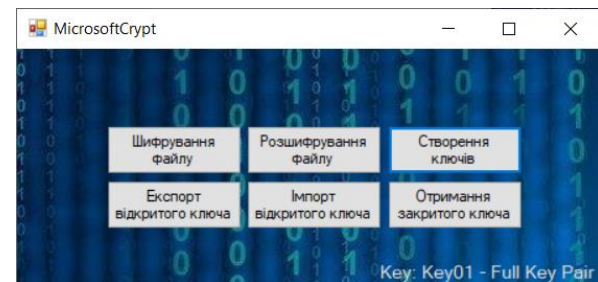 MicrosoftCrypt
Шифрування
файлу
Розшифрування
файлу
Створення
ключів
Експорт
відкритого ключа
Імпорт
відкритого ключа
Отримання
закритого ключа
Key: Key01 - Full Key Pair